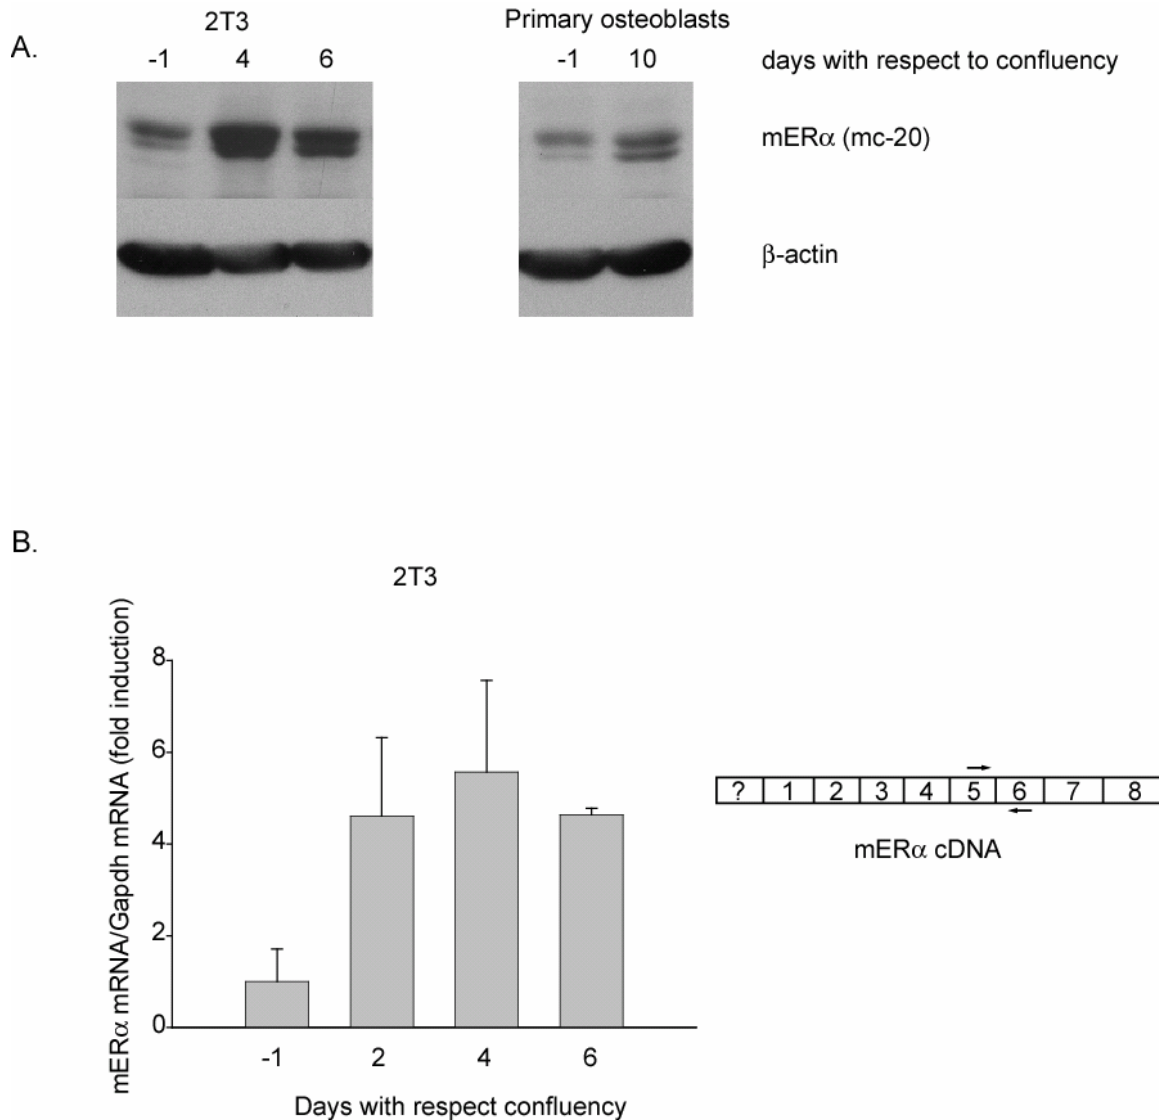 A.
2T3
-1 4 6
Primary osteoblasts
-1 10
days with respect to confluency
mERα (mc-20)
β-actin
B.
2T3
mERα mRNA/Gapdh mRNA (fold induction)
8
6
4
2
0
-1 2 4 6
Days with respect confluency
? 1 2 3 4 5 6 7 8
mERα cDNA